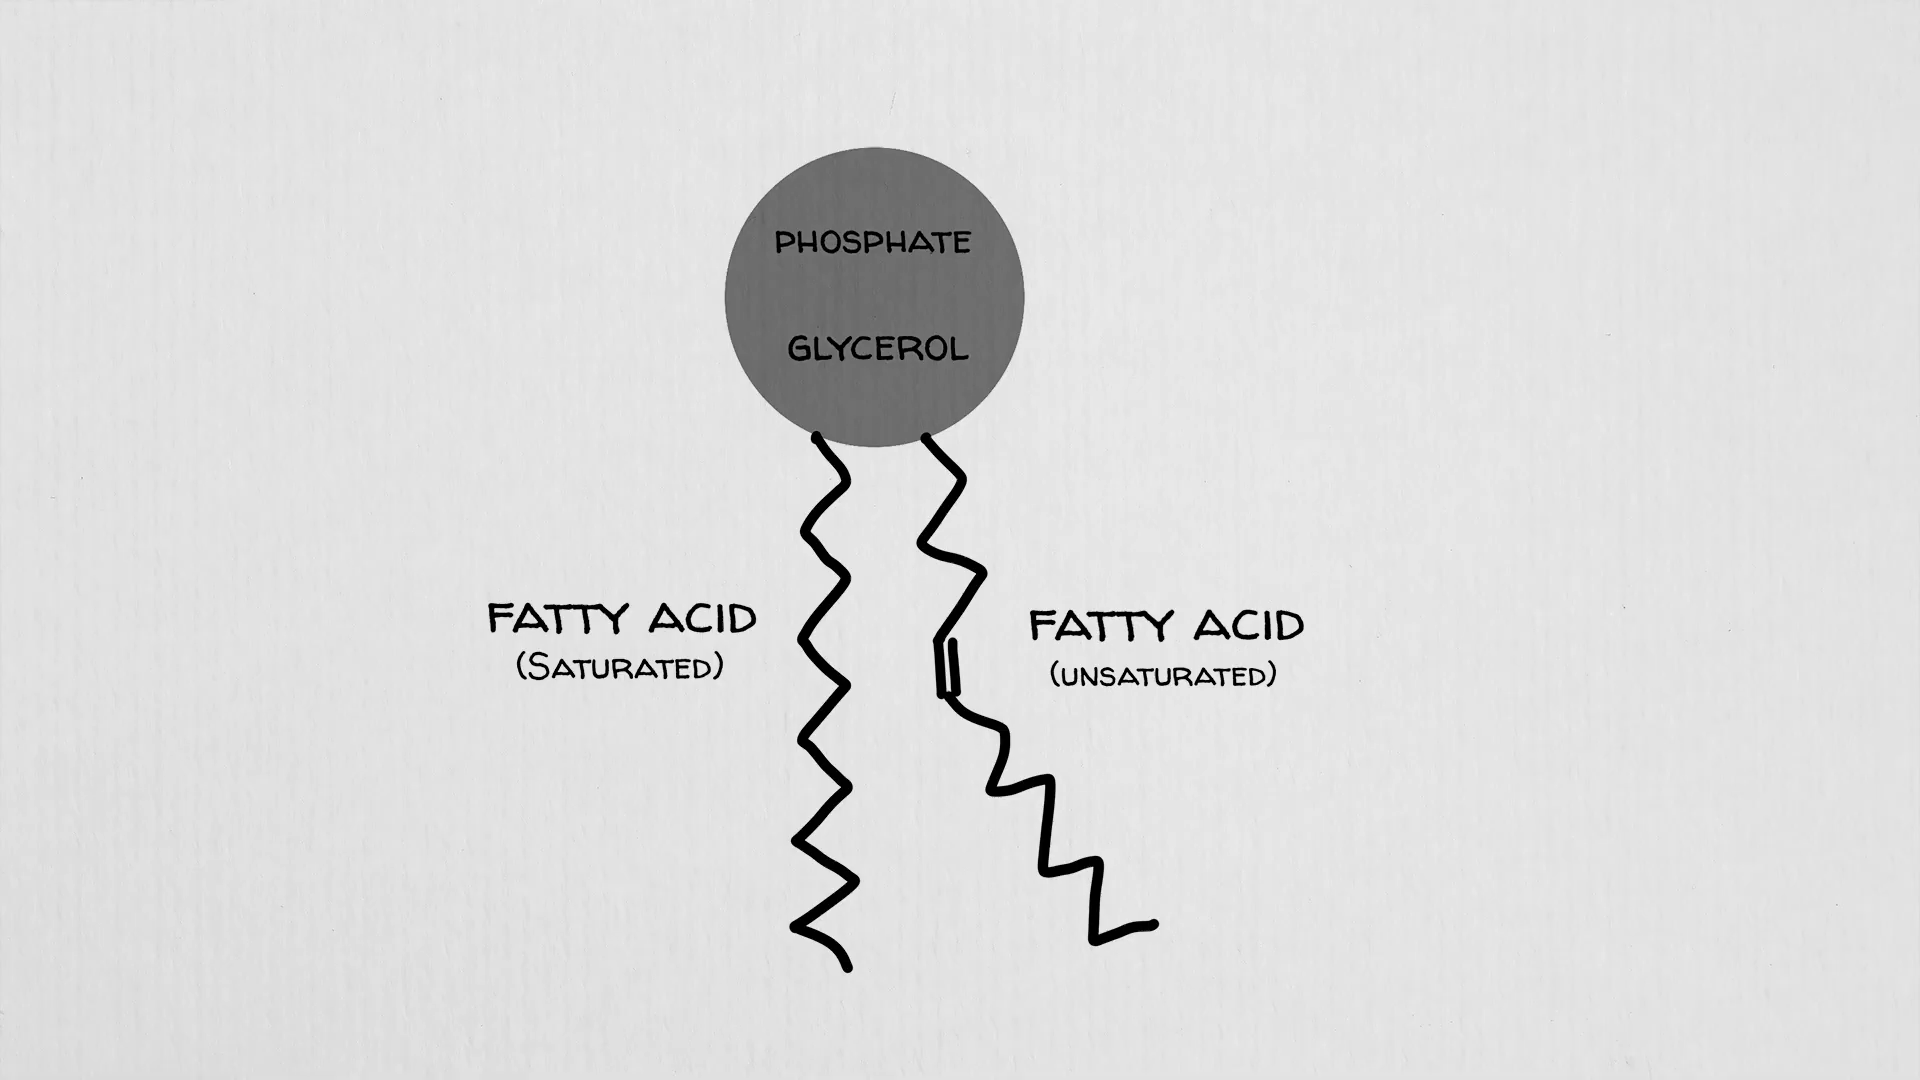 PHOSPHATE
GLYCEROL
FATTY ACID
(SATURATED)
FATTY ACID
(UNSATURATED)